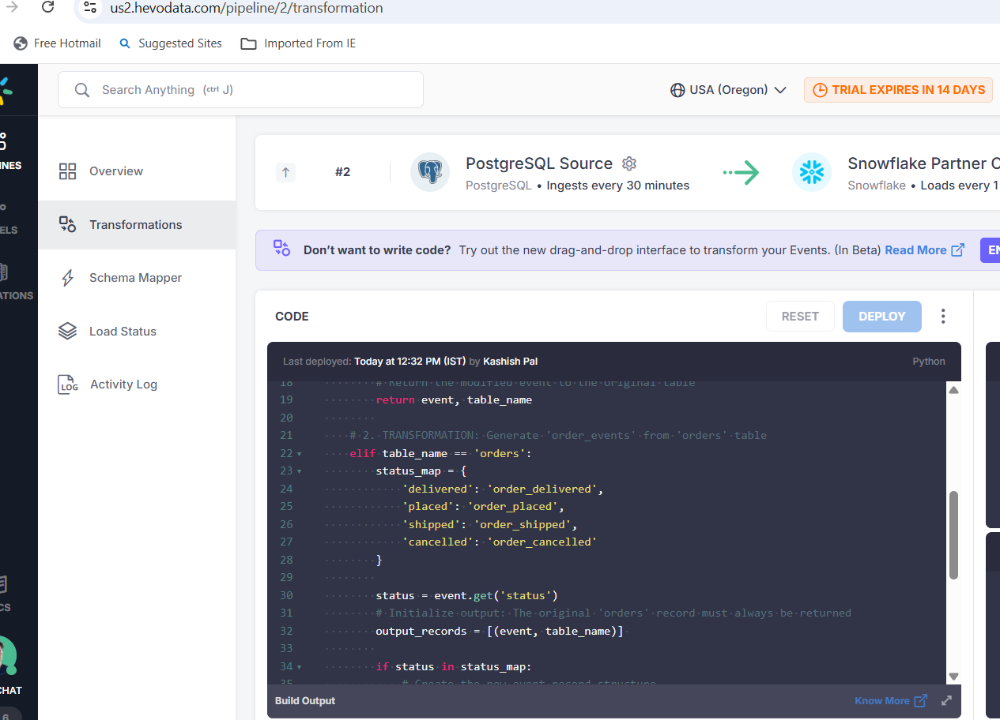 us2.hevodata.com/pipeline/2/transformation
Free Hotmail Suggested Sites Imported From IE
Search Anything (ctrl J)
USA (Oregon)
TRIAL EXPIRES IN 14 DAYS
INES
ELS
ATIONS
CS
CHAT
6
Overview
Transformations
Schema Mapper
Load Status
LOG Activity Log
#2
PostgreSQL Source
PostgreSQL • Ingests every 30 minutes
Snowflake Partner C
Snowflake • Loads every 1
Don't want to write code? Try out the new drag-and-drop interface to transform your Events. (In Beta) Read More
EN
CODE
RESET
DEPLOY
Last deployed: Today at 12:32 PM (IST) by Kashish Pal
Python
18 # Return the modified event to the original table
19 return event, table_name
20
21 # 2. TRANSFORMATION: Generate 'order_events' from 'orders' table
22 elif table_name == 'orders':
23 status_map = {
24 'delivered': 'order_delivered',
25 'placed': 'order_placed',
26 'shipped': 'order_shipped',
27 'cancelled': 'order_cancelled'
28 }
29
30 status = event.get('status')
31 # Initialize output: The original 'orders' record must always be returned
32 output_records = [(event, table_name)]
33
34 if status in status_map:
35 # Create the new event record structure
Build Output
Know More